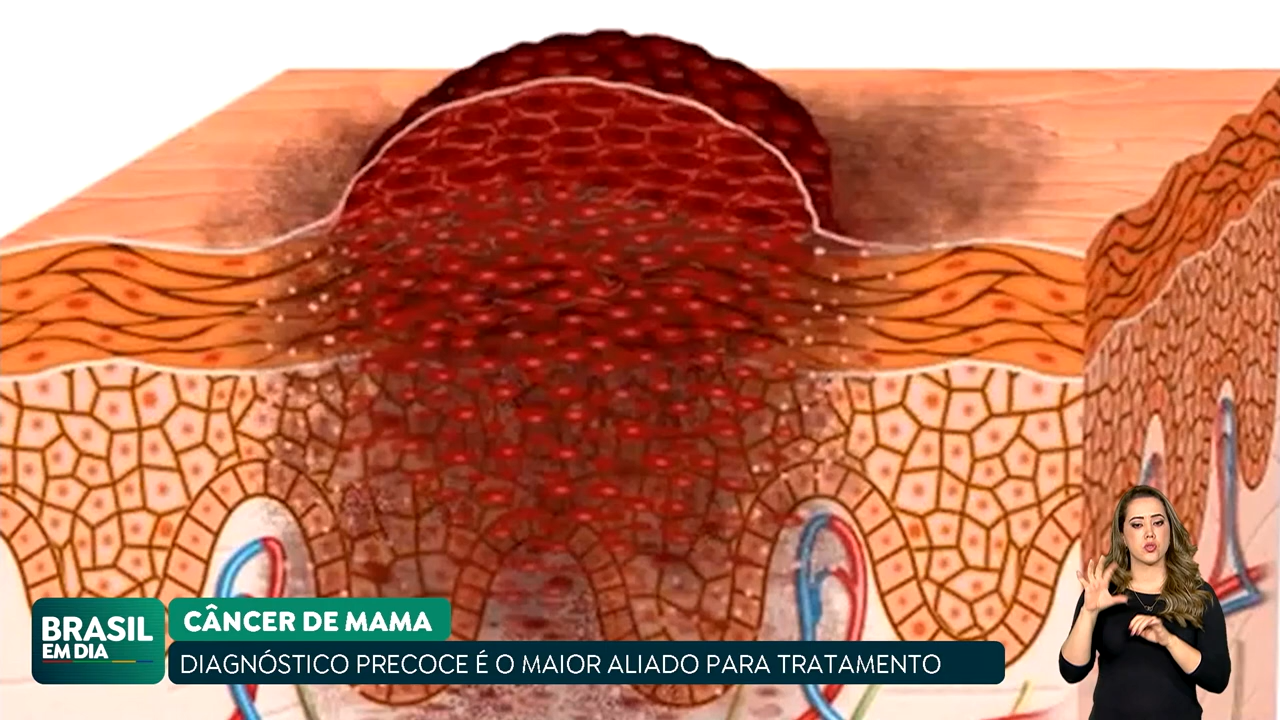 BRASIL
EM DIA
CÂNCER DE MAMA
DIAGNÓSTICO PRECOCE É O MAIOR ALIADO PARA TRATAMENTO